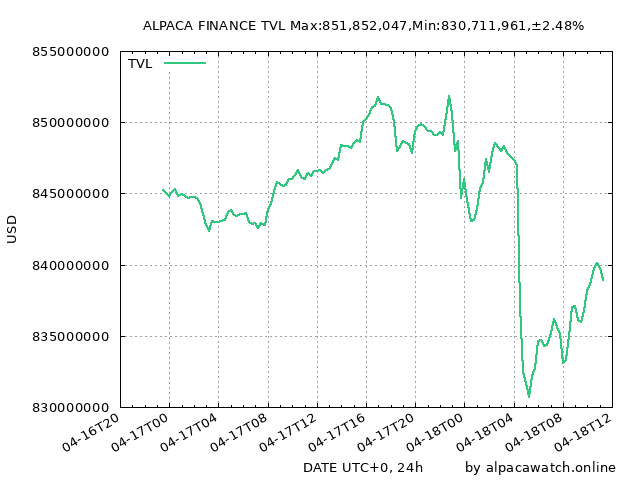 ALPACA FINANCE TVL Max:851,852,047,Min:830,711,961,±2.48%
855000000
TVL
850000000
845000000
USD
840000000
835000000
830000000
04-16T20
04-17T00
04-17T04
04-17T08
04-17T12
04-17T16
04-17T20
04-18T00
04-18T04
04-18T08
04-18T12
DATE UTC+0, 24h
by alpacawatch.online